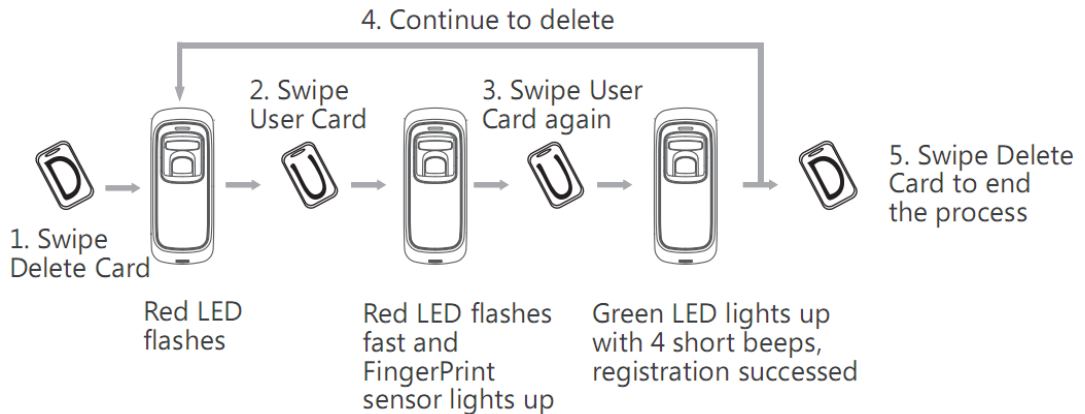 4. Continue to delete
2. Swipe
User Card
3. Swipe User
Card again
D
U
U
D
5. Swipe Delete
Card to end
the process
1. Swipe
Delete Card
Red LED
flashes
Red LED flashes
fast and
FingerPrint
sensor lights up
Green LED lights up
with 4 short beeps,
registration successed